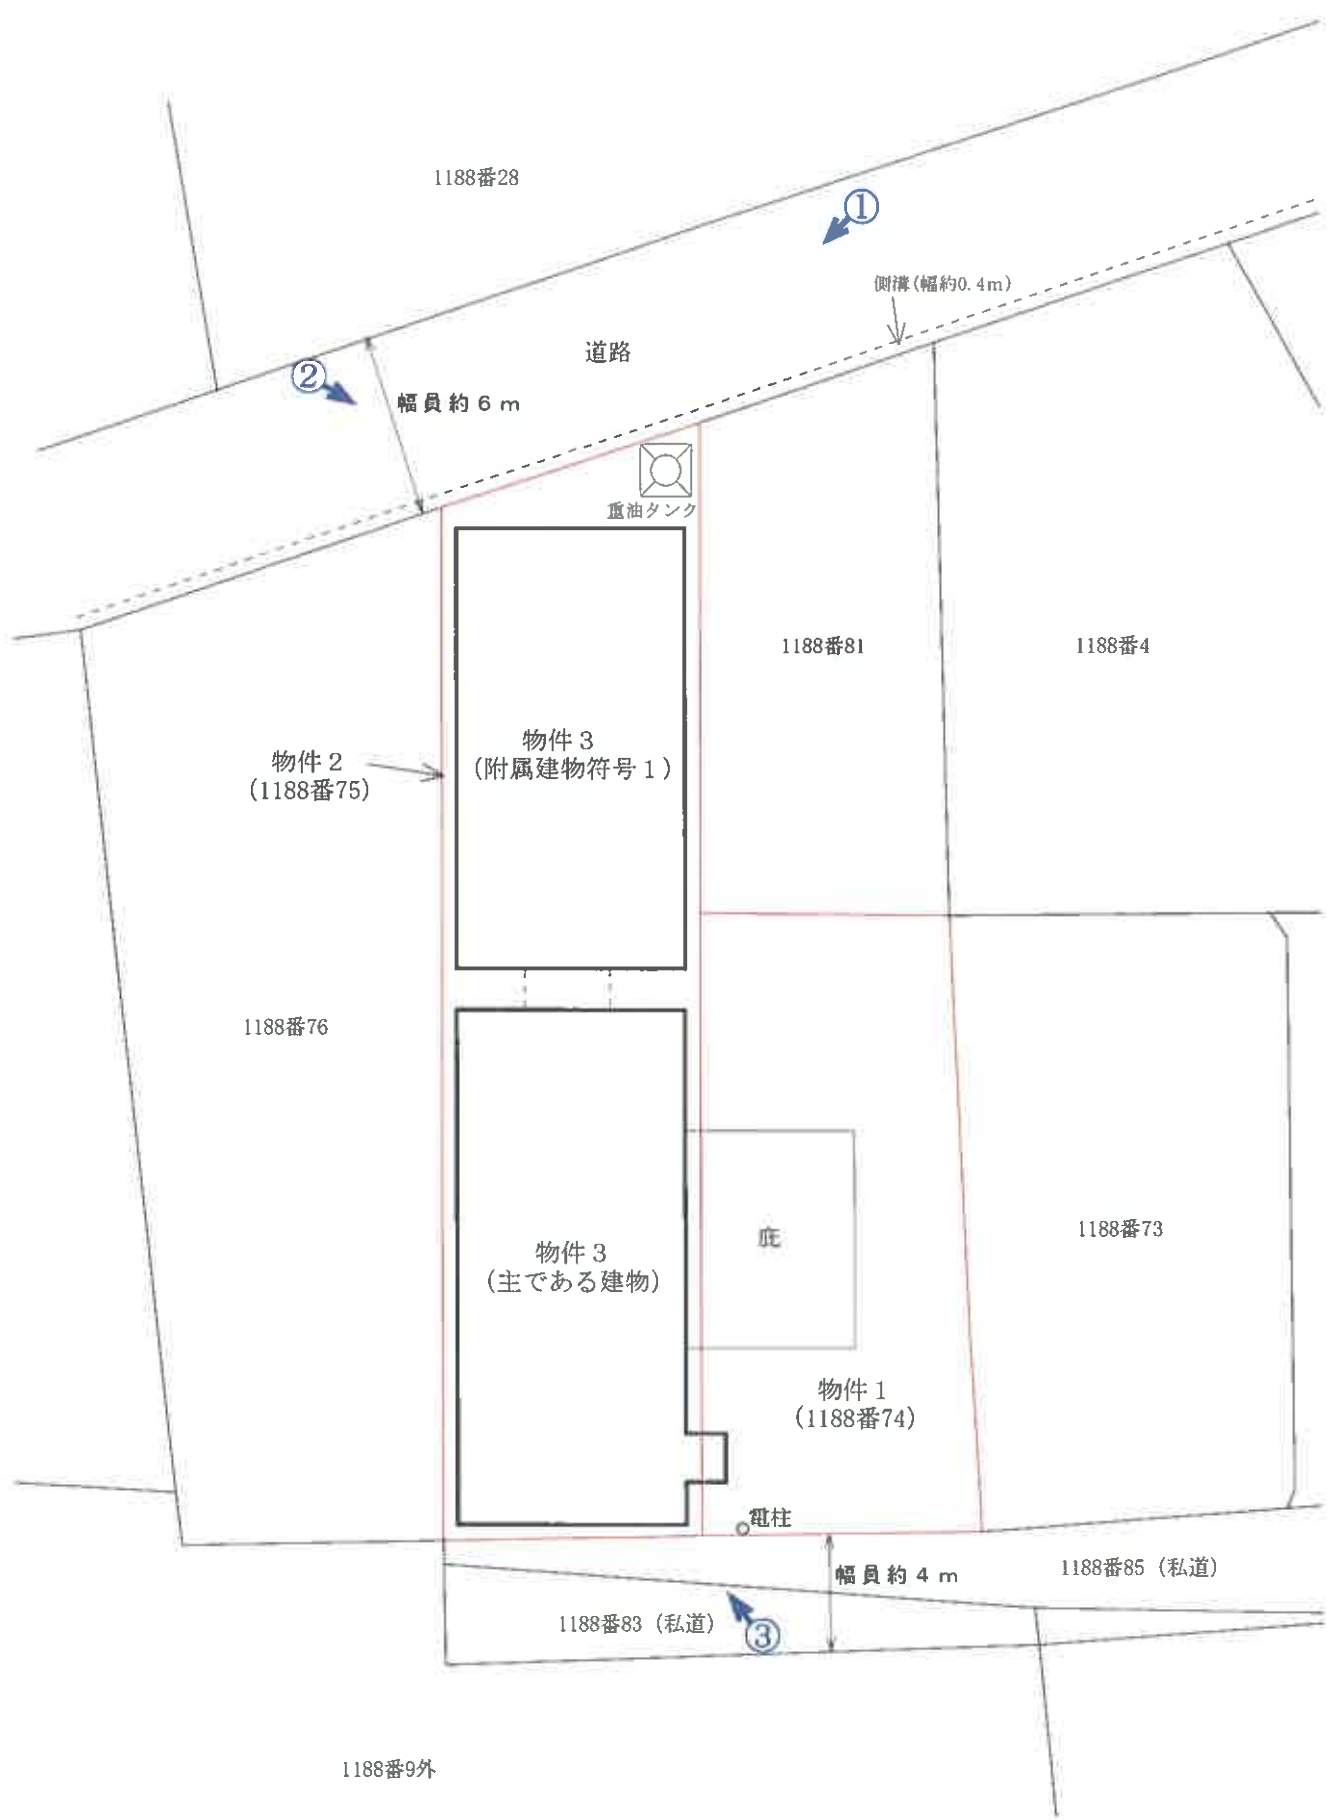 1188番28
①
側溝(幅約0.4m)
道路
②
幅員約６ｍ
重油タンク
1188番81
1188番4
物件３
(附属建物符号１)
物件２
(1188番75)
1188番76
庇
1188番73
物件３
(主である建物)
物件１
(1188番74)
電柱
幅員約４ｍ
1188番85（私道）
1188番83（私道）
③
1188番9外